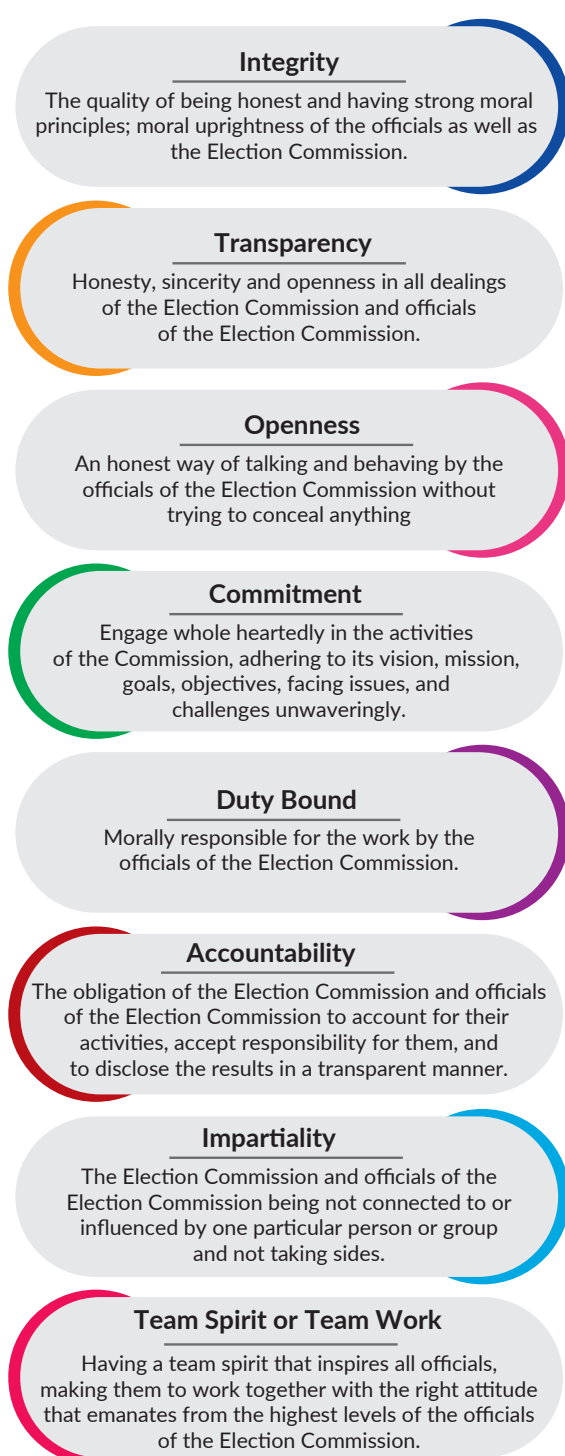 Integrity
The quality of being honest and having strong moral
principles; moral uprightness of the officials as well as
the Election Commission.
Transparency
Honesty, sincerity and openness in all dealings
of the Election Commission and officials
of the Election Commission.
Openness
An honest way of talking and behaving by the
officials of the Election Commission without
trying to conceal anything
Commitment
Engage whole heartedly in the activities
of the Commission, adhering to its vision, mission,
goals, objectives, facing issues, and
challenges unwaveringly.
Duty Bound
Morally responsible for the work by the
officials of the Election Commission.
Accountability
The obligation of the Election Commission and officials
of the Election Commission to account for their
activities, accept responsibility for them, and
to disclose the results in a transparent manner.
Impartiality
The Election Commission and officials of the
Election Commission being not connected to or
influenced by one particular person or group
and not taking sides.
Team Spirit or Team Work
Having a team spirit that inspires all officials,
making them to work together with the right attitude
that emanates from the highest levels of the officials
of the Election Commission.